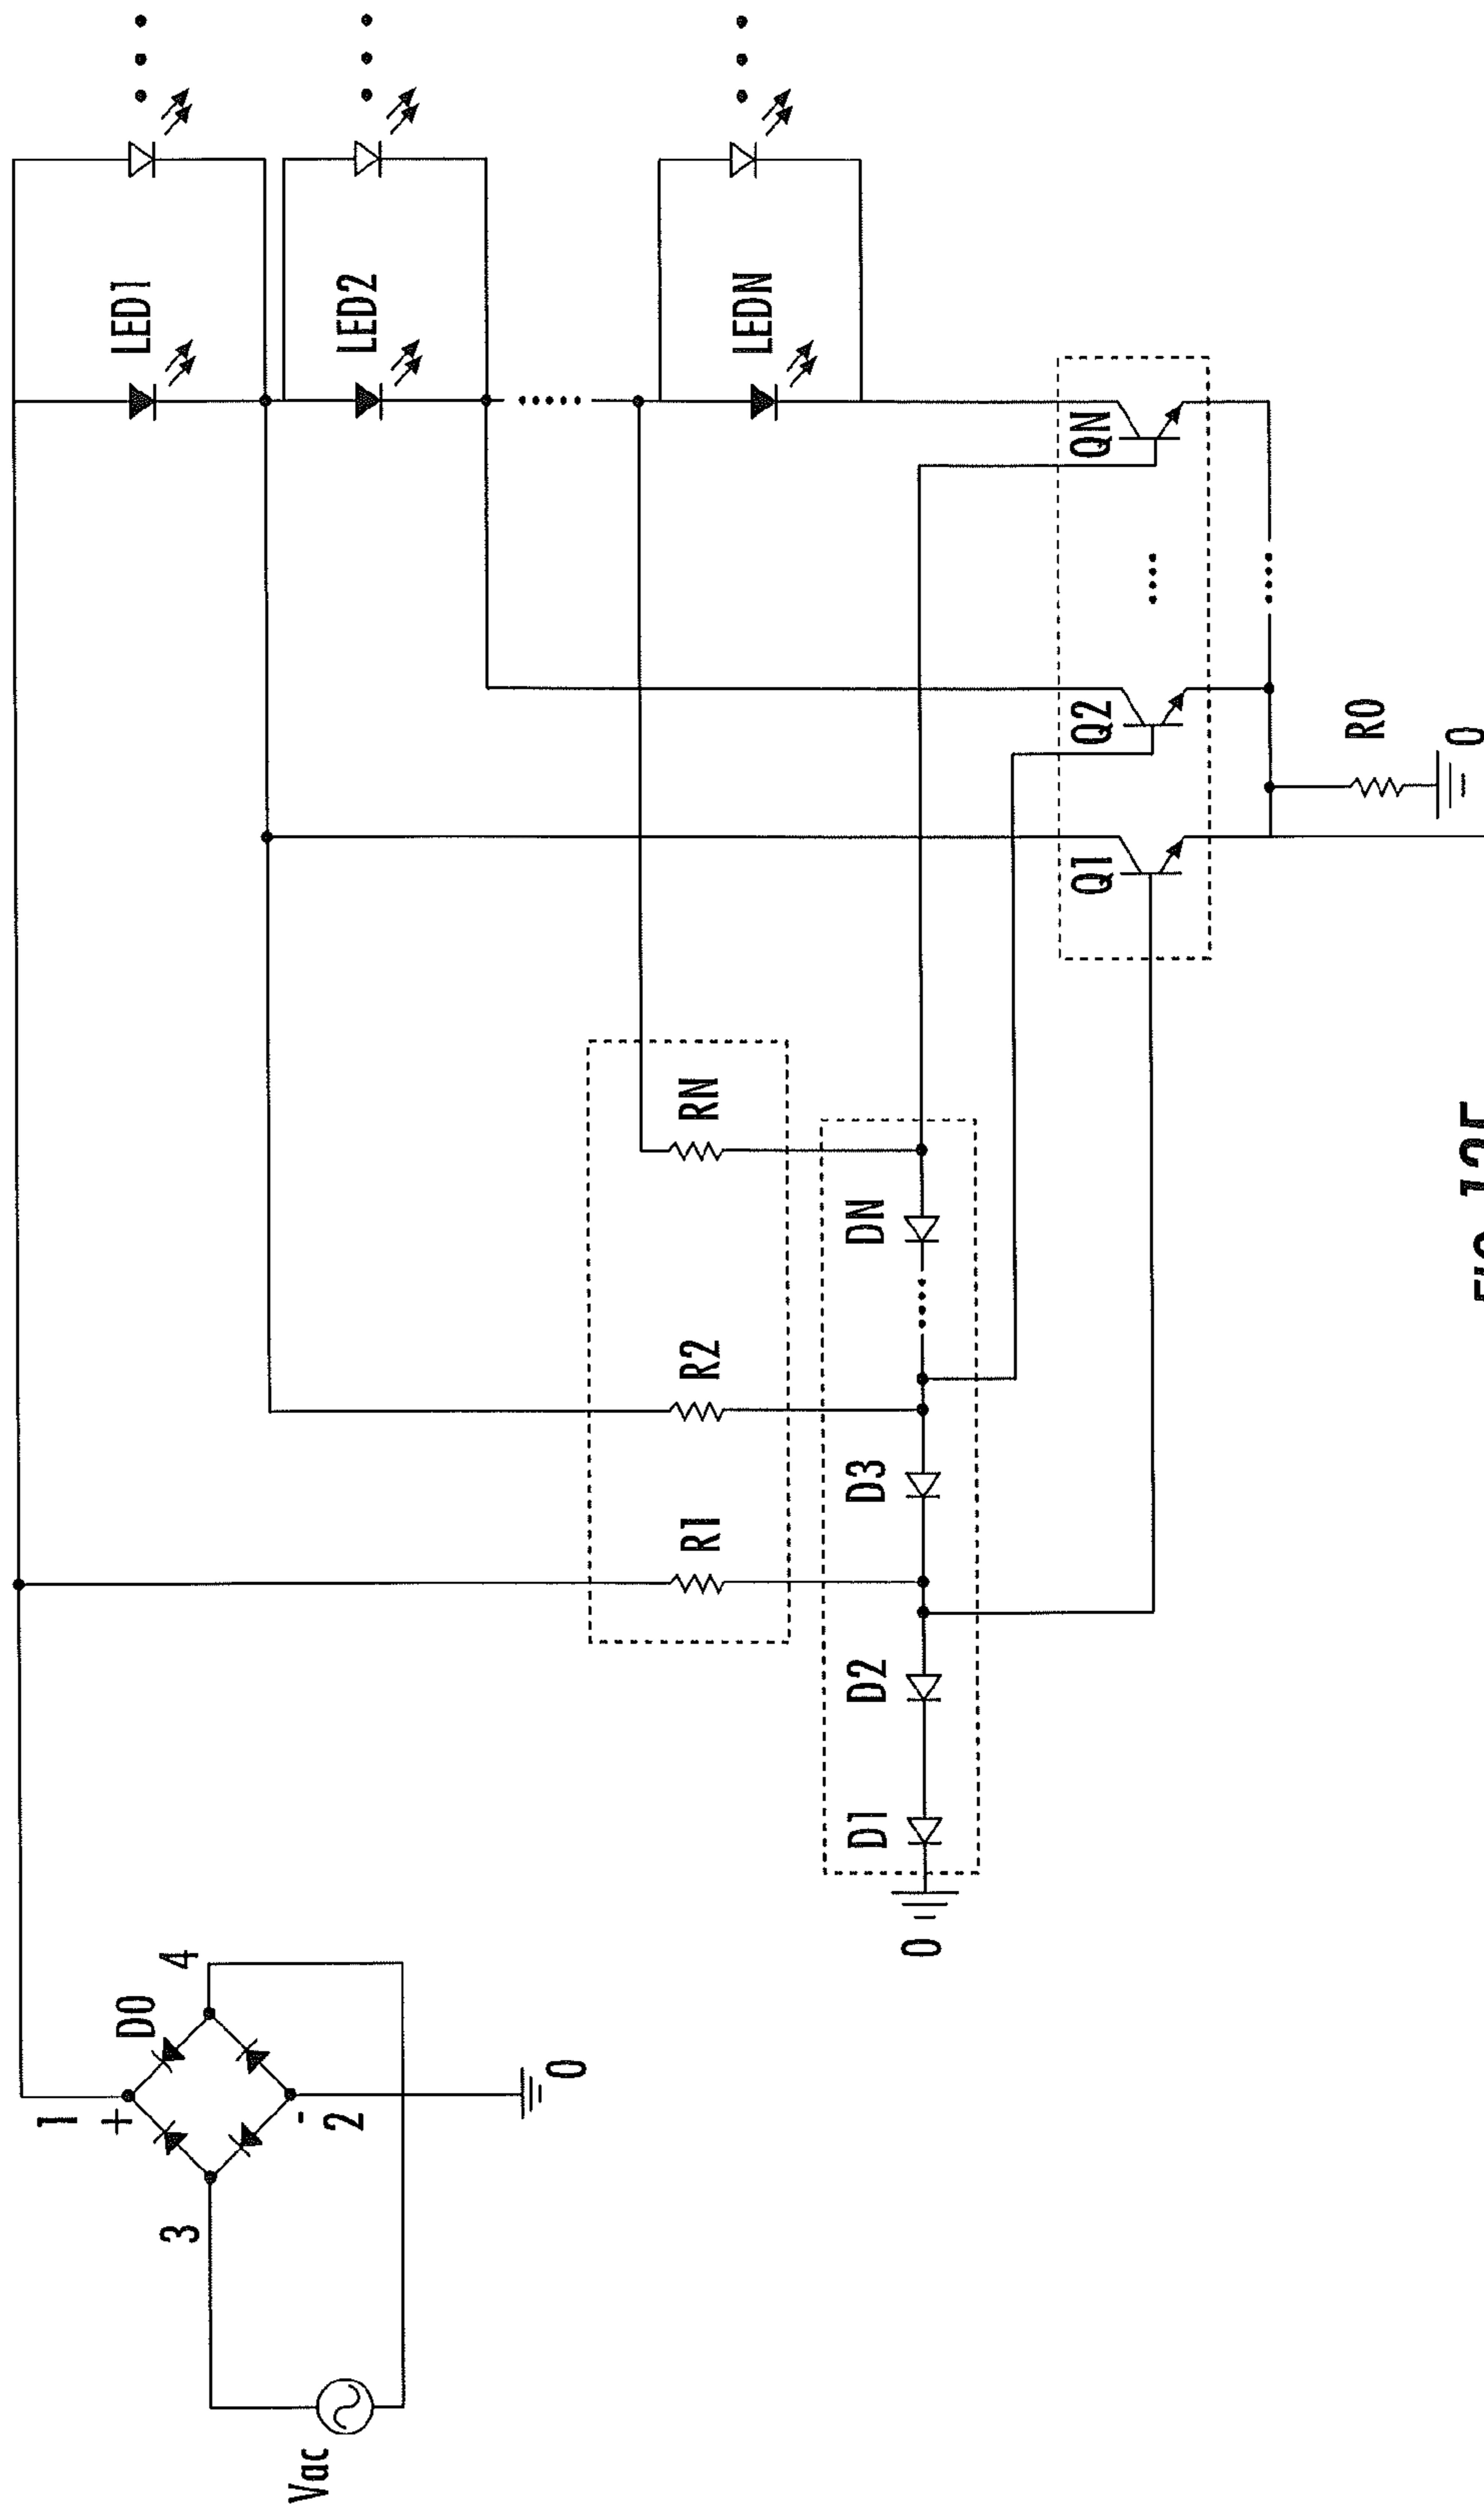 Vac
3
4
1
+
D0
-
2
0
0
D1
D2
D3
DN
R1
R2
RN
Q1
Q2
QN
R0
0
LED1
LED2
LEDN